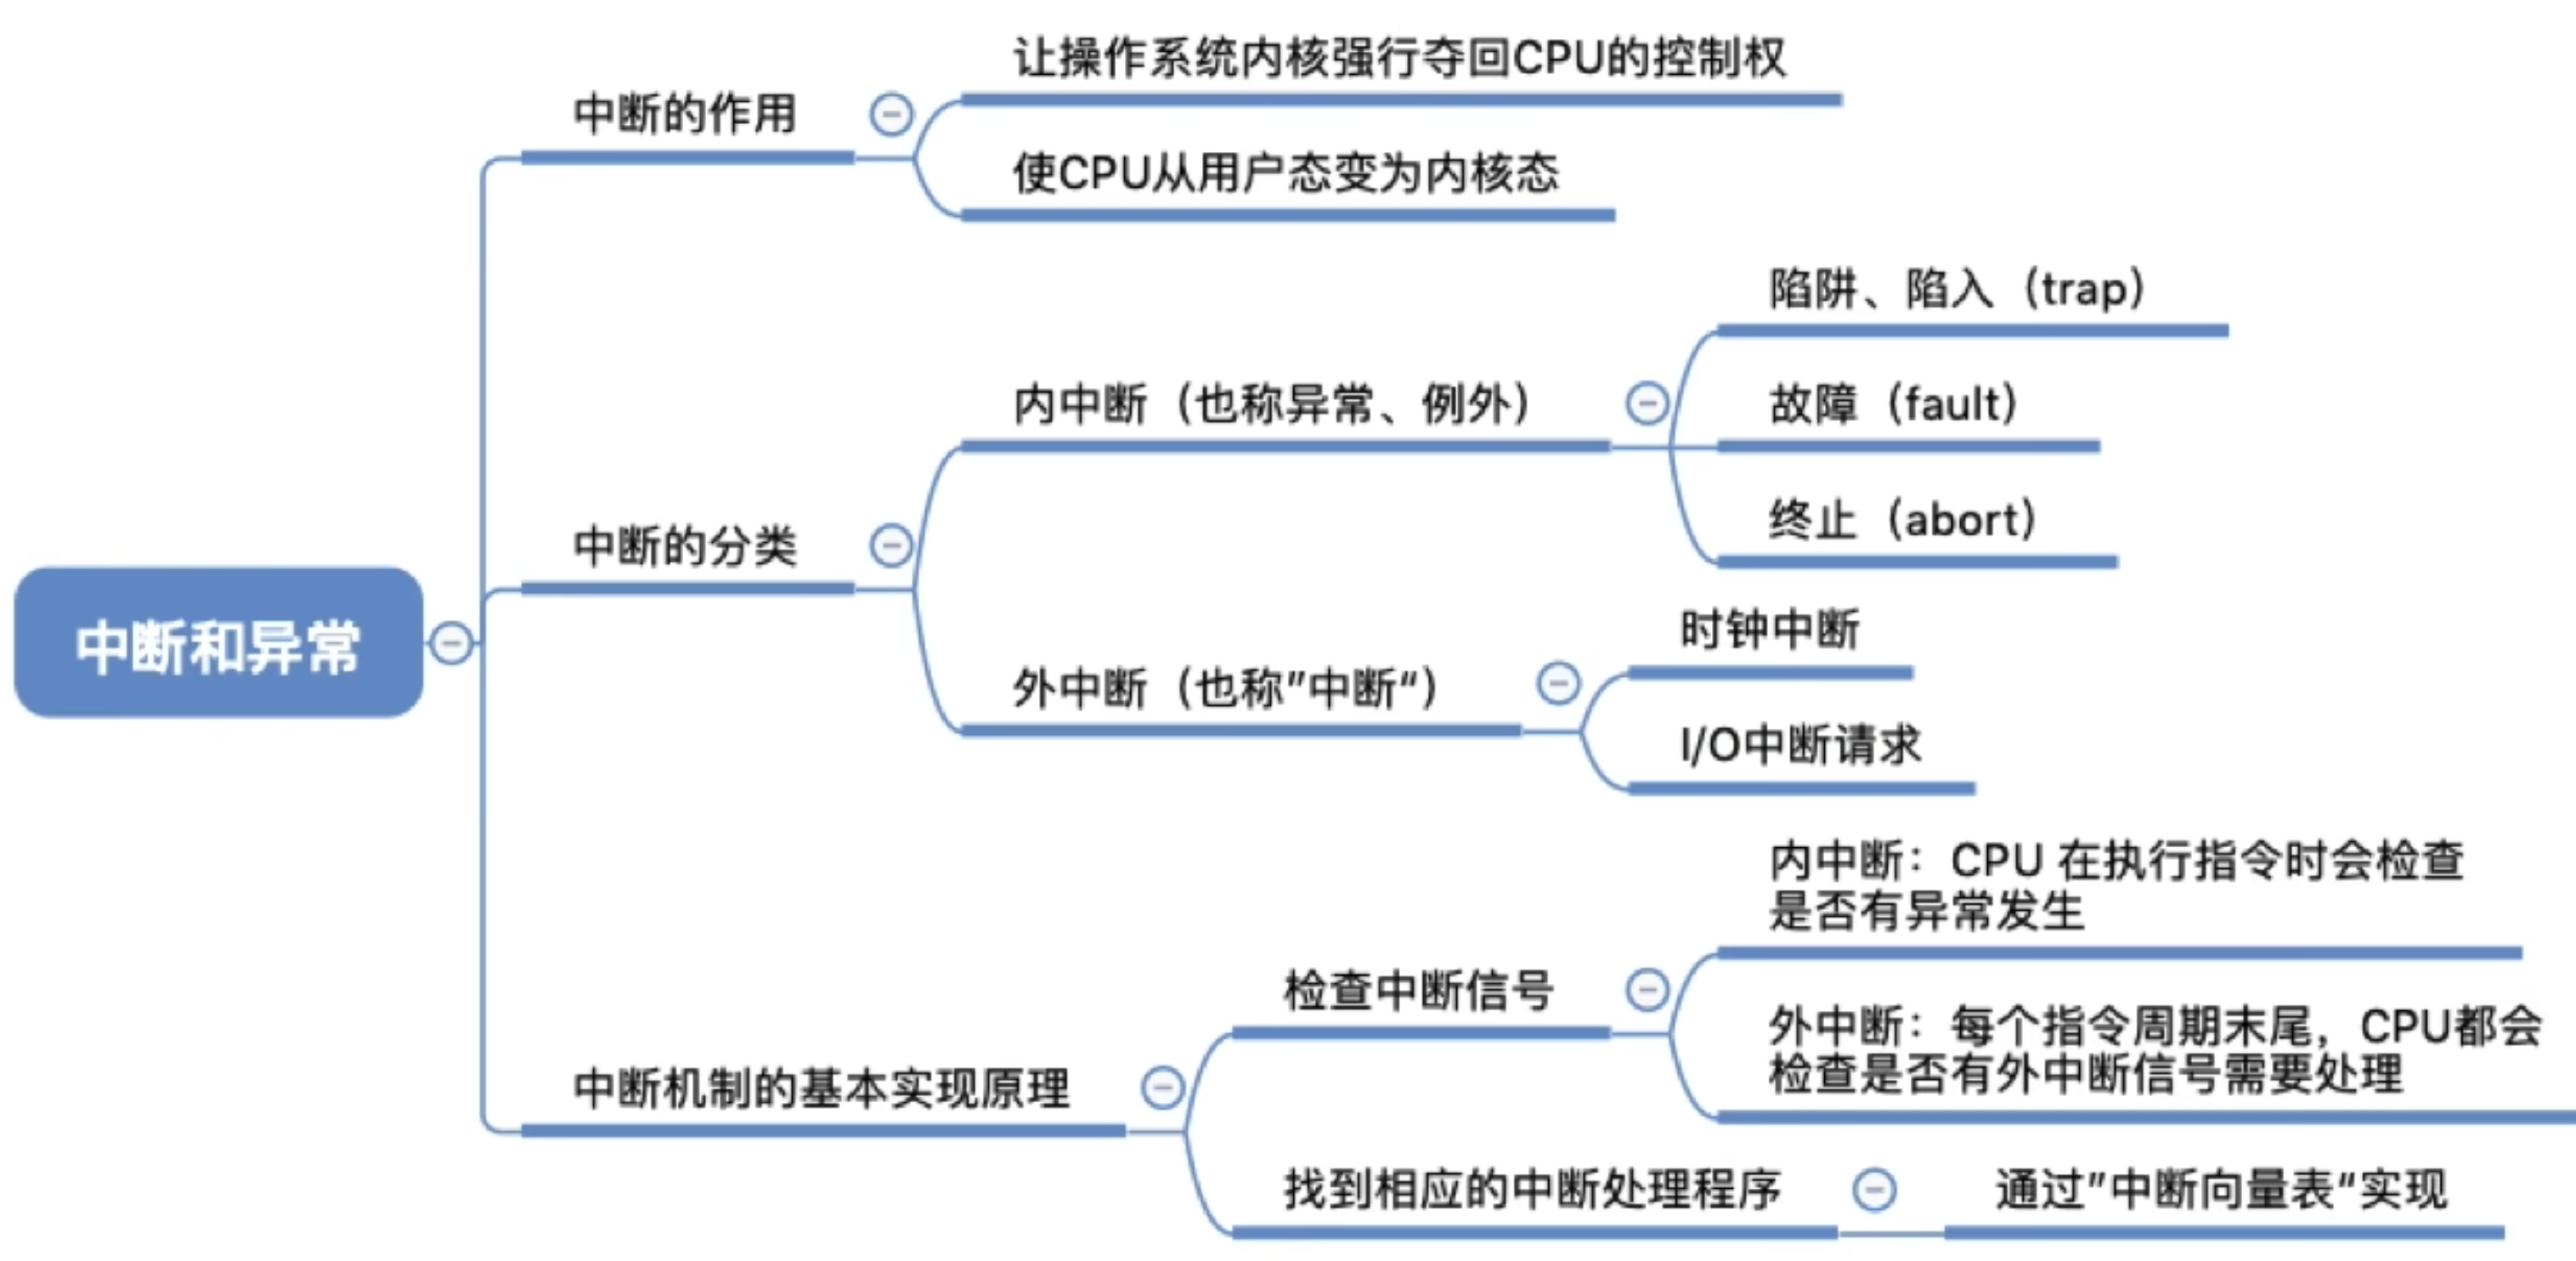 中断和异常
中断的作用
让操作系统内核强行夺回CPU的控制权
使CPU从用户态变为内核态
中断的分类
内中断（也称异常、例外）
陷阱、陷入（trap）
故障（fault）
终止（abort）
外中断（也称”中断“）
时钟中断
I/O中断请求
中断机制的基本实现原理
检查中断信号
内中断：CPU 在执行指令时会检查
是否有异常发生
外中断：每个指令周期末尾，CPU都会
检查是否有外中断信号需要处理
找到相应的中断处理程序
通过”中断向量表“实现